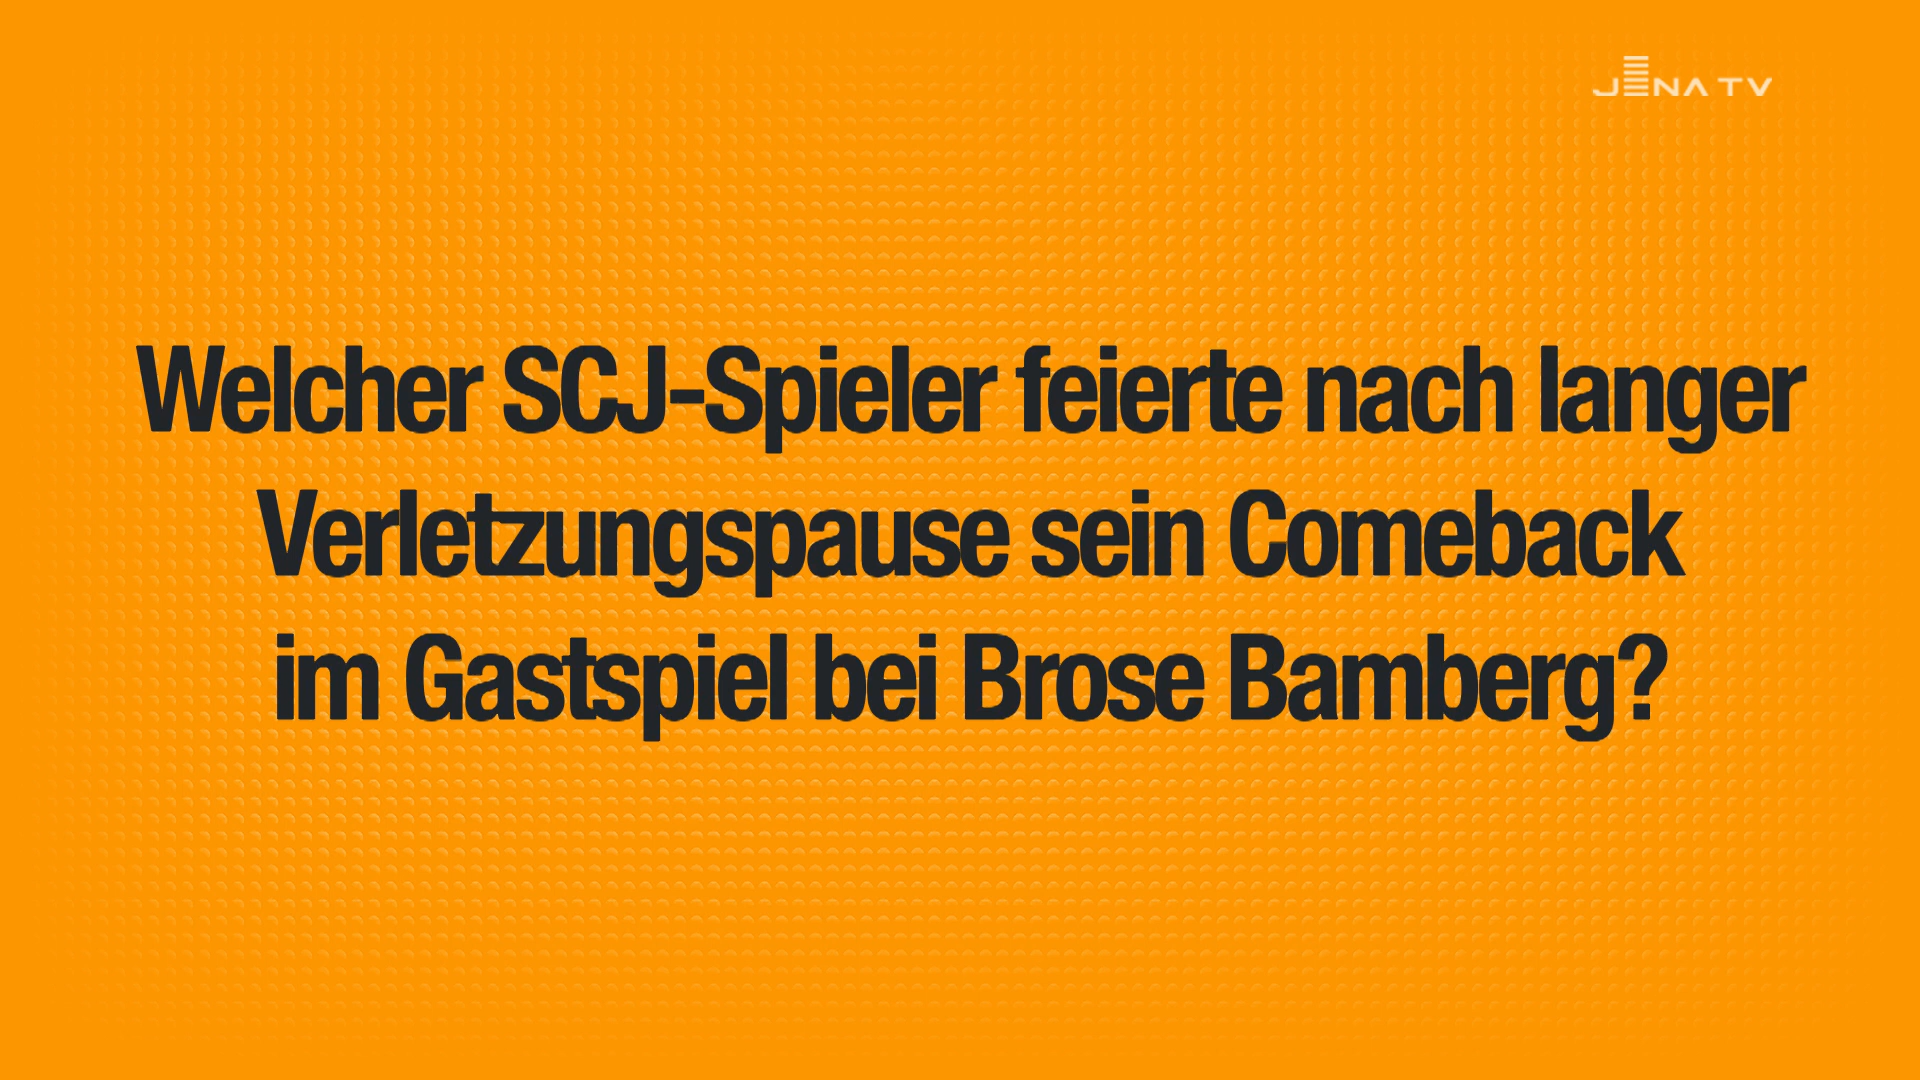 JENA TV
Welcher SCJ-Spieler feierte nach langer
Verletzungspause sein Comeback
im Gastspiel bei Brose Bamberg?